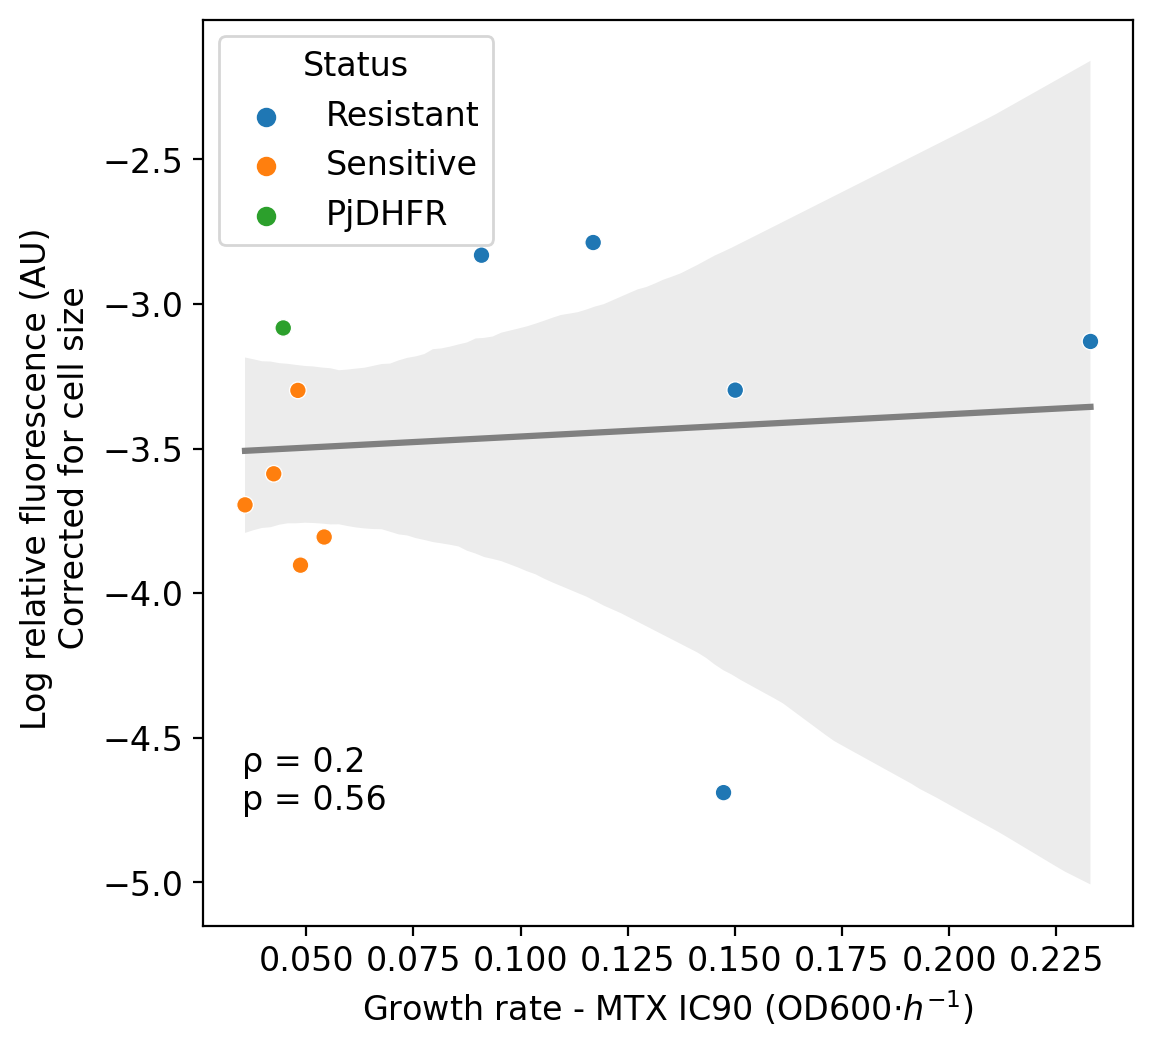 Status
Resistant
Sensitive
PjDHFR
Log relative fluorescence (AU)
Corrected for cell size
−2.5
−3.0
−3.5
−4.0
−4.5
−5.0
ρ = 0.2
p = 0.56
0.050 0.075 0.100 0.125 0.150 0.175 0.200 0.225
Growth rate - MTX IC90 (OD600·h⁻¹)